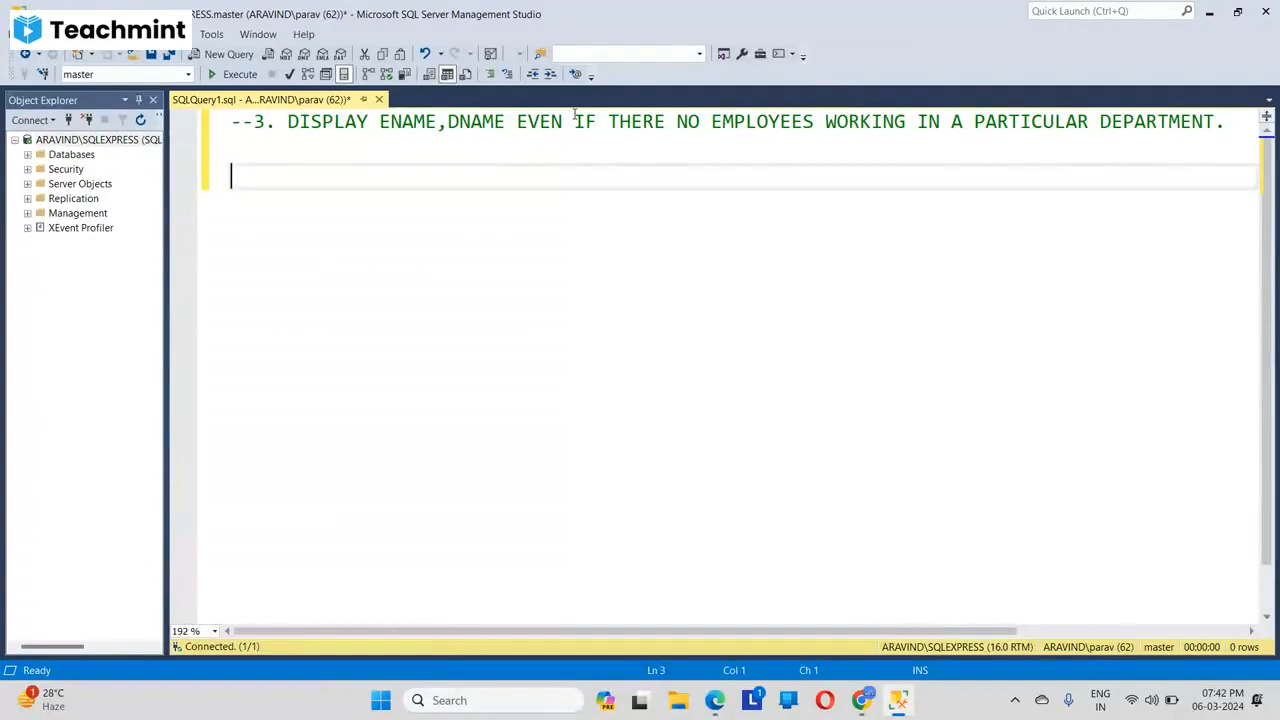 RESS.master (ARAVIND\parav (62))* - Microsoft SQL Server Management Studio
Quick Launch (Ctrl+Q)
Teachmint
Tools Window Help
New Query
master
Execute
Object Explorer
SQLQuery1.sql - A...RAVIND\parav (62))*
Connect
--3. DISPLAY ENAME,DNAME EVEN IF THERE NO EMPLOYEES WORKING IN A PARTICULAR DEPARTMENT.
ARAVIND\SQLEXPRESS (SQL
Databases
Security
Server Objects
Replication
Management
XEvent Profiler
192 %
Connected. (1/1)
ARAVIND\SQLEXPRESS (16.0 RTM) ARAVIND\parav (62) master 00:00:00 0 rows
Ready
Ln 3 Col 1 Ch 1 INS
1
28°C
Haze
Search
PRE
1
ENG
IN
07:42 PM
06-03-2024